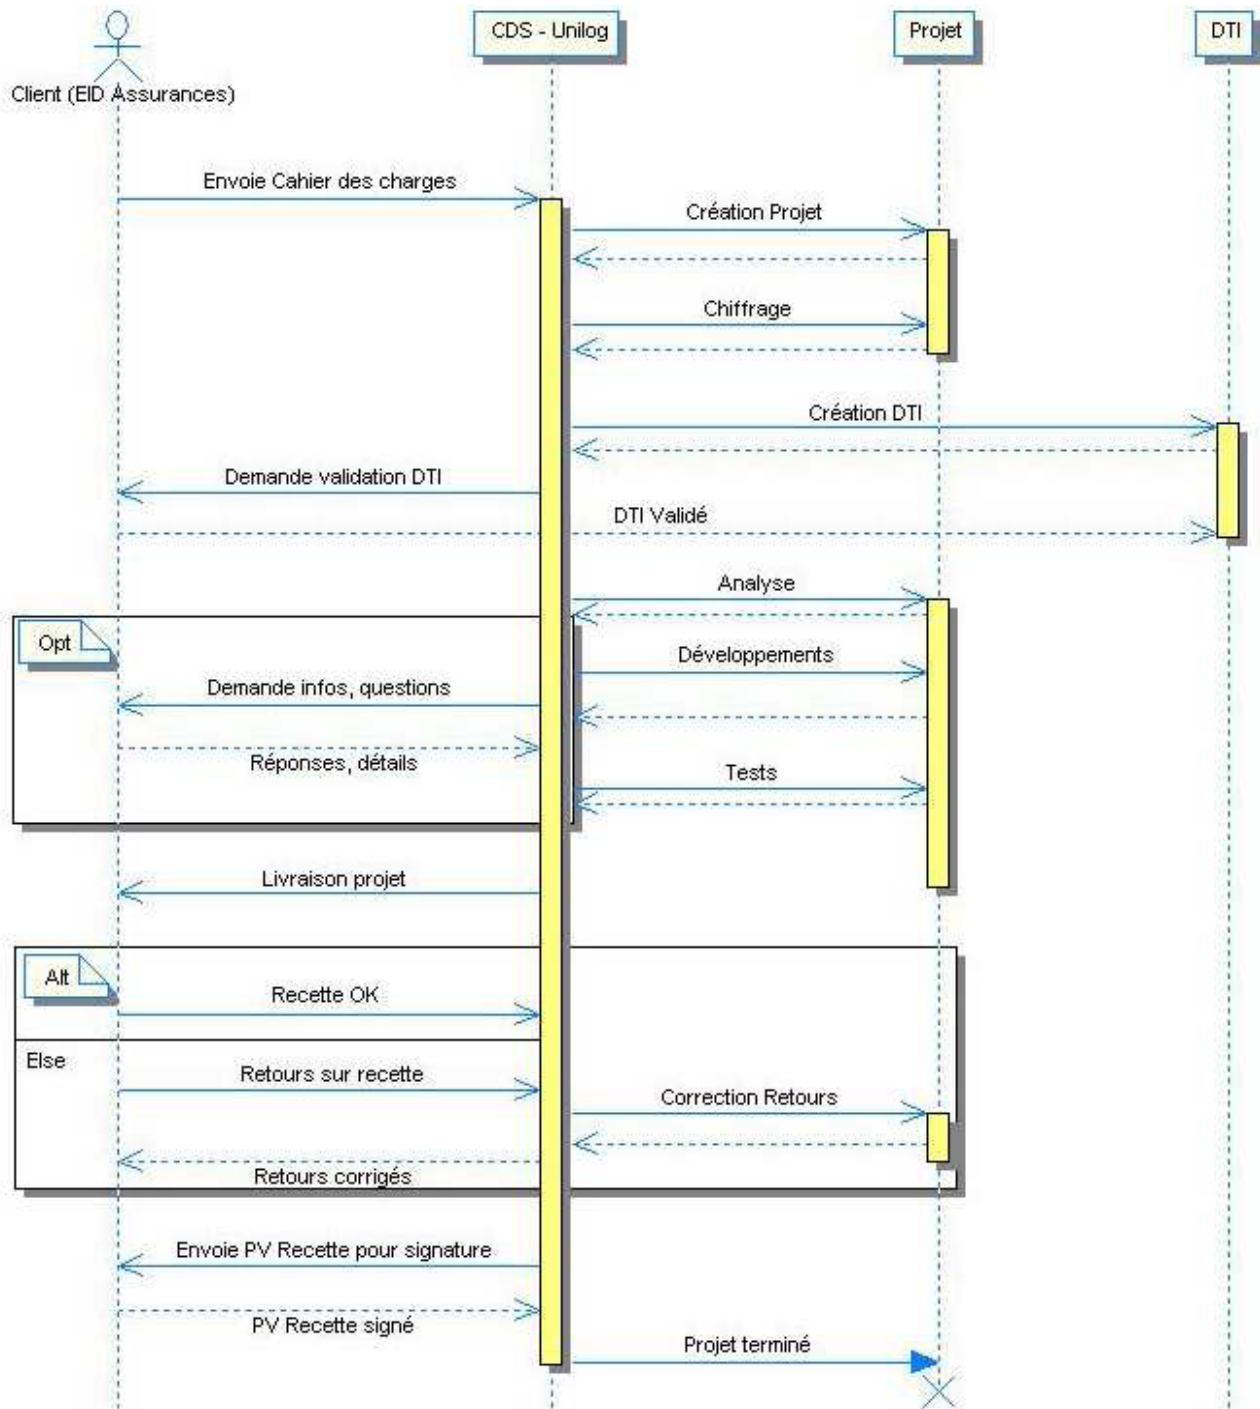 CDS - Unilog
Projet
DTI
Client (EID Assurances)
Envoie Cahier des charges
Création Projet
Chiffrage
Création DTI
Demande validation DTI
DTI Validé
Analyse
Opt
Développements
Demande infos, questions
Réponses, détails
Tests
Livraison projet
Alt
Recette OK
Else
Retours sur recette
Correction Retours
Retours corrigés
Envoie PV Recette pour signature
PV Recette signé
Projet terminé